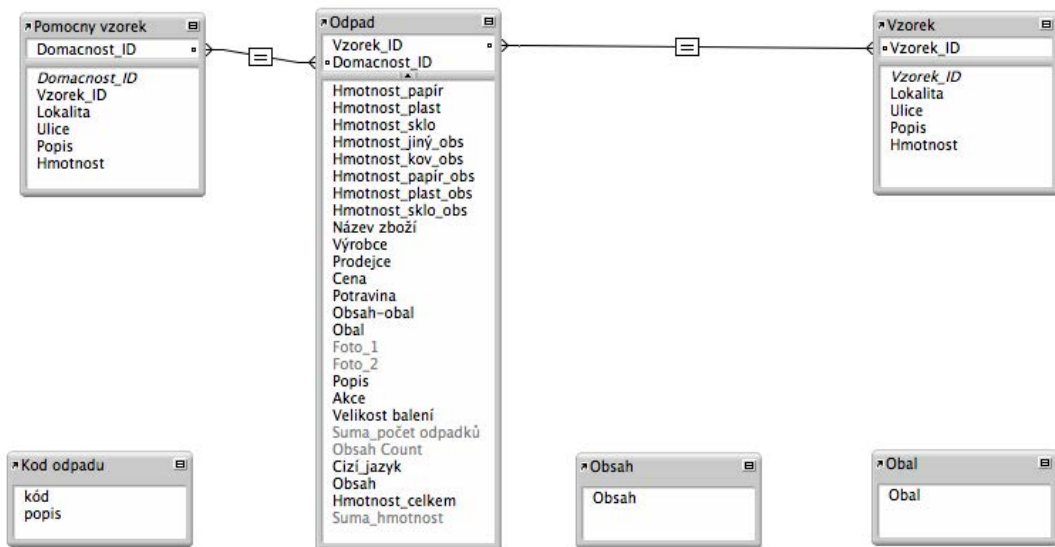 Pomocny vzorek
Domacnost_ID
Domacnost_ID
Vzorek_ID
Lokalita
Ulice
Popis
Hmotnost
=
Odpad
Vzorek_ID
Domacnost_ID
Hmotnost_papír
Hmotnost_plast
Hmotnost_sklo
Hmotnost_jiný_obs
Hmotnost_kov_obs
Hmotnost_papír_obs
Hmotnost_plast_obs
Hmotnost_sklo_obs
Název zboží
Výrobce
Prodejce
Cena
Potravina
Obsah-obal
Obal
Foto_1
Foto_2
Popis
Akce
Velikost balení
Suma_počet odpadků
Obsah Count
Cizí_jazyk
Obsah
Hmotnost_celkem
Suma_hmotnost
=
Vzorek
Vzorek_ID
Vzorek_ID
Lokalita
Ulice
Popis
Hmotnost
Kod odpadu
kód
popis
Obsah
Obsah
Obal
Obal